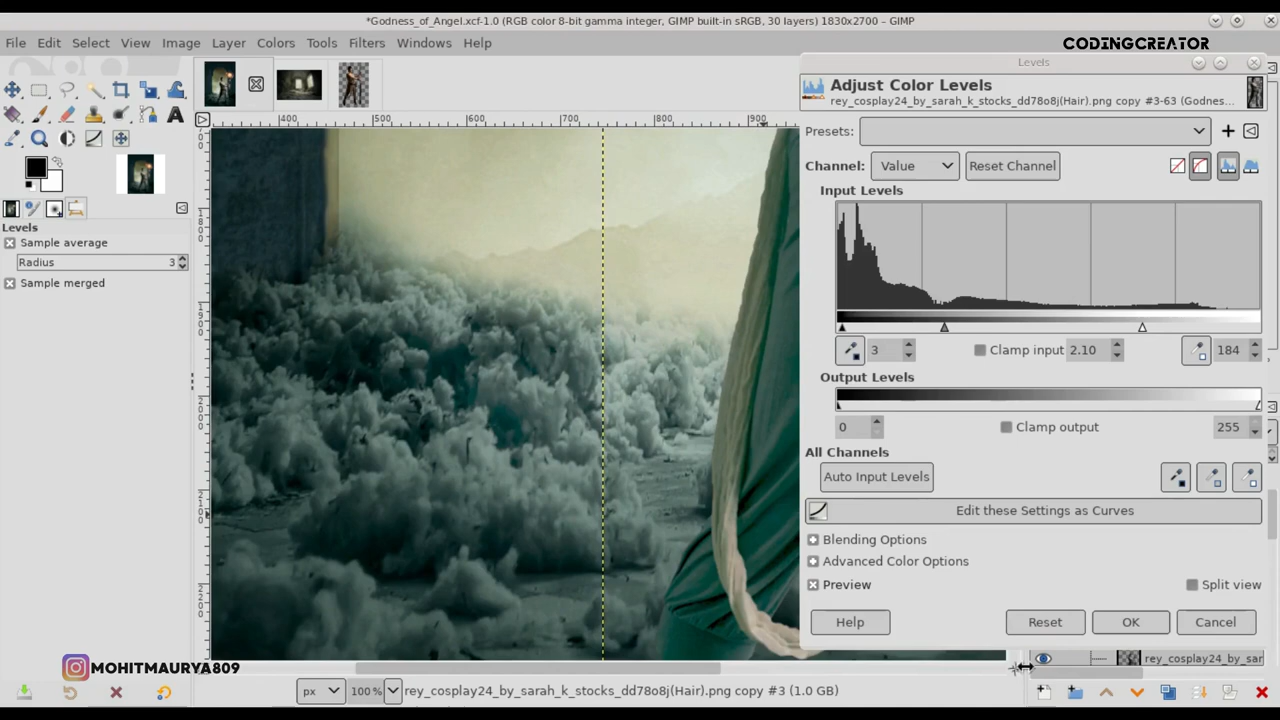 *Godness_of_Angel.xcf-1.0 (RGB color 8-bit gamma integer, GIMP built-in sRGB, 30 layers) 1830x2700 – GIMP
File Edit Select View Image Layer Colors Tools Filters Windows Help
CODINGCREATOR
Levels
Adjust Color Levels
rey_cosplay24_by_sarah_k_stocks_dd78o8j(Hair).png copy #3-63 (Godnes...
Presets:
Channel: Value Reset Channel
Input Levels
3 Clamp input 2.10 184
Output Levels
0 Clamp output 255
All Channels
Auto Input Levels
Edit these Settings as Curves
Blending Options
Advanced Color Options
Preview Split view
Help Reset OK Cancel
Levels
Sample average
Radius 3
Sample merged
400 500 600 700 800 900
1800
1900
2000
2100
2200
MOHITMAURYA809
rey_cosplay24_by_sar
px 100% rey_cosplay24_by_sarah_k_stocks_dd78o8j(Hair).png copy #3 (1.0 GB)